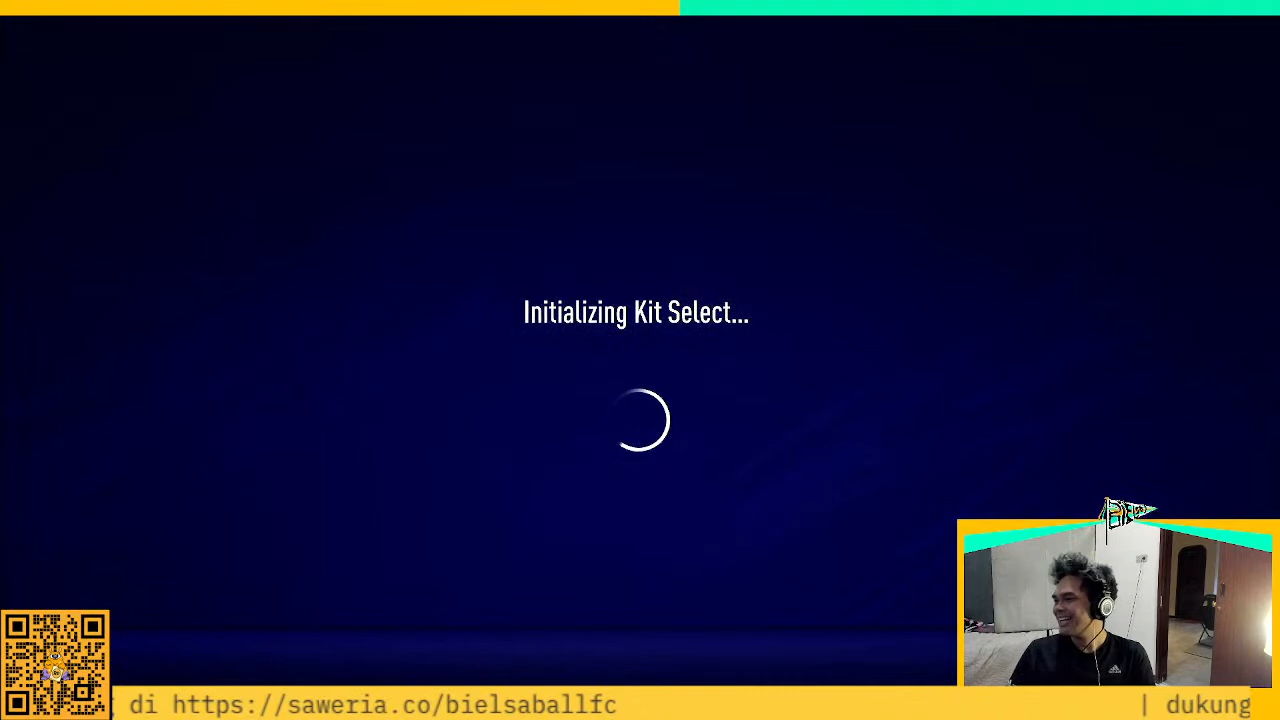 Initializing Kit Select...
di https://saweria.co/bielsaballfc | dukung